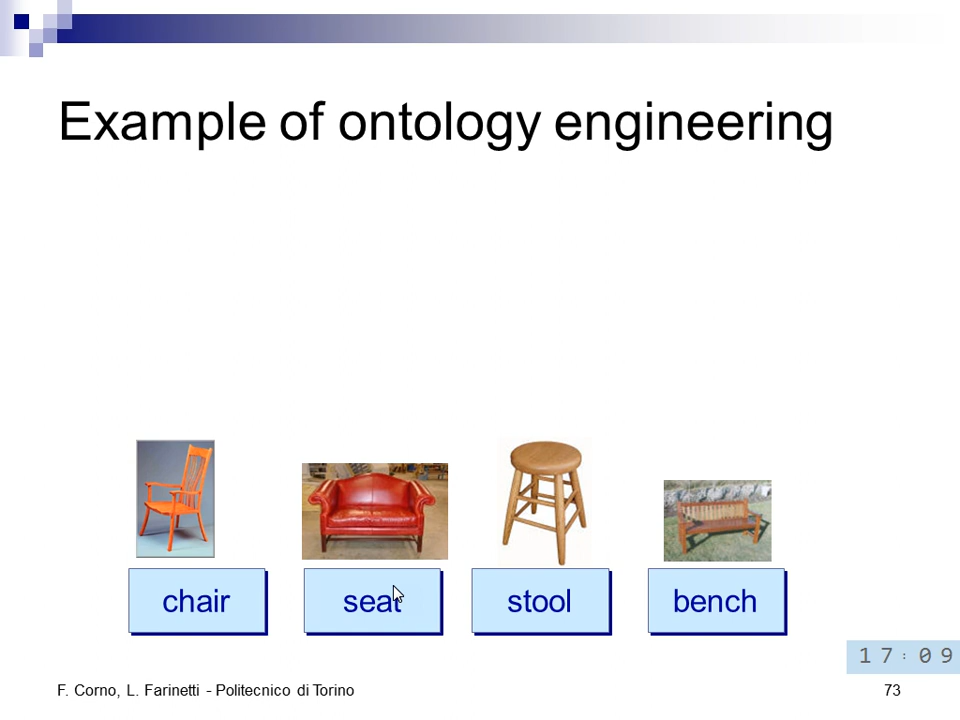 Example of ontology engineering
chair
seat
stool
bench
17:09
F. Corno, L. Farinetti - Politecnico di Torino
73